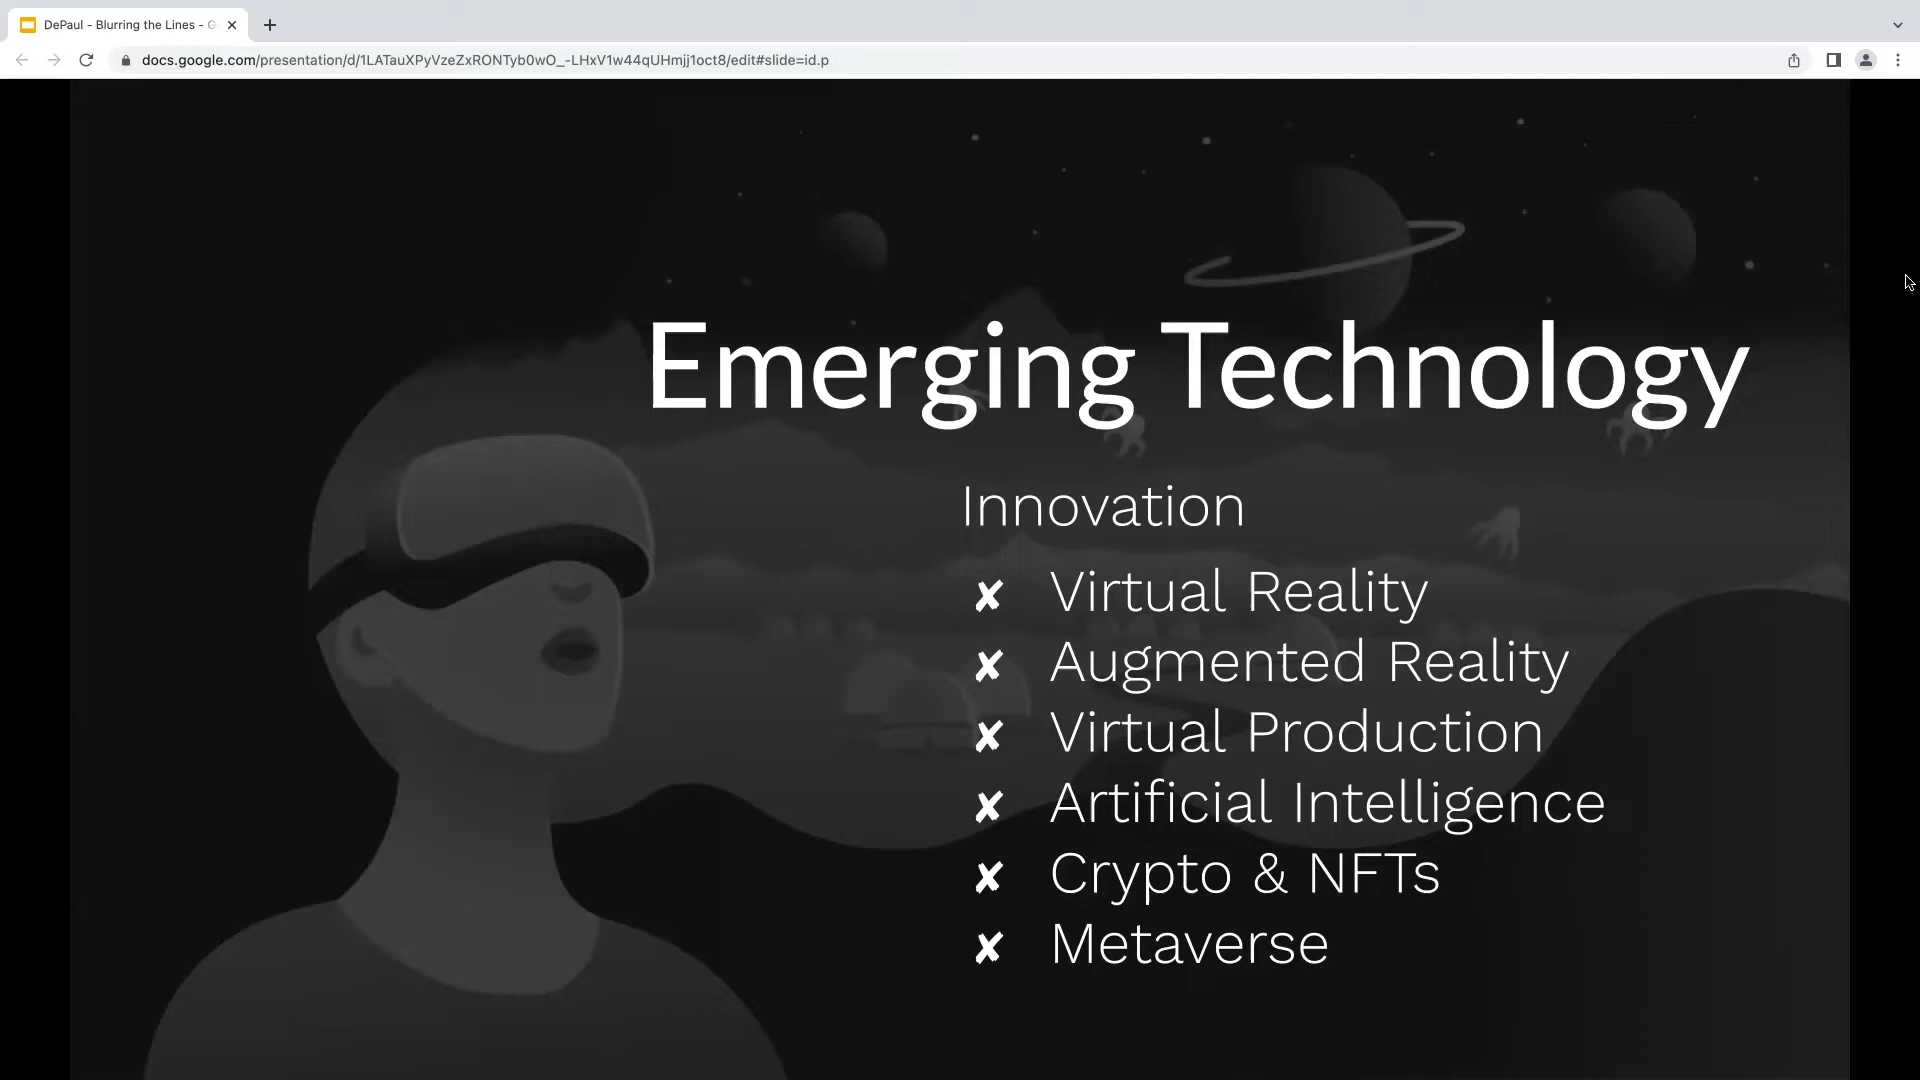 DePaul - Blurring the Lines - G
docs.google.com/presentation/d/1LATauXPyVzeZxRONTyb0wO_-LHxV1w44qUHmjj1oct8/edit#slide=id.p
Emerging Technology
Innovation
✘ Virtual Reality
✘ Augmented Reality
✘ Virtual Production
✘ Artificial Intelligence
✘ Crypto & NFTs
✘ Metaverse